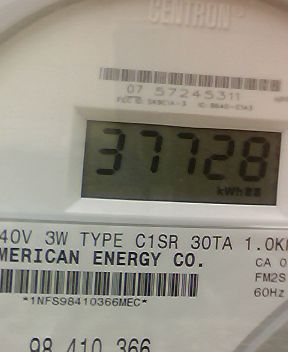 CENTRON
07 57245311
37728
kWh
40V 3W TYPE C1SR 30TA 1.0K
MERICAN ENERGY CO.
CA 0
FM2S
60Hz
*1NFS98410366MEC*
98 410 366